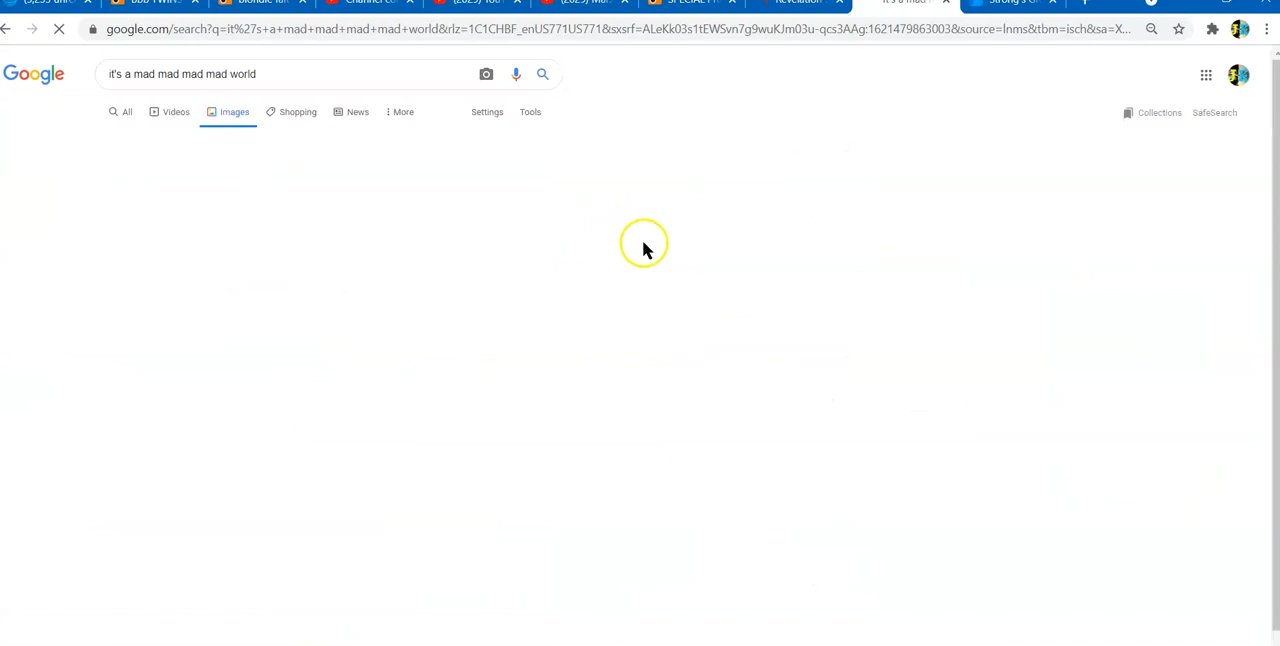 google.com/search?q=it%27s+a+mad+mad+mad+mad+world&rlz=1C1CHBF_enUS771US771&sxsrf=ALeKk03s1tEWSvn7g9wuKJm03u-qcs3AAg:1621479863003&source=lnms&tbm=isch&sa=X...
Google
it's a mad mad mad mad world
All Videos Images Shopping News More Settings Tools
Collections SafeSearch